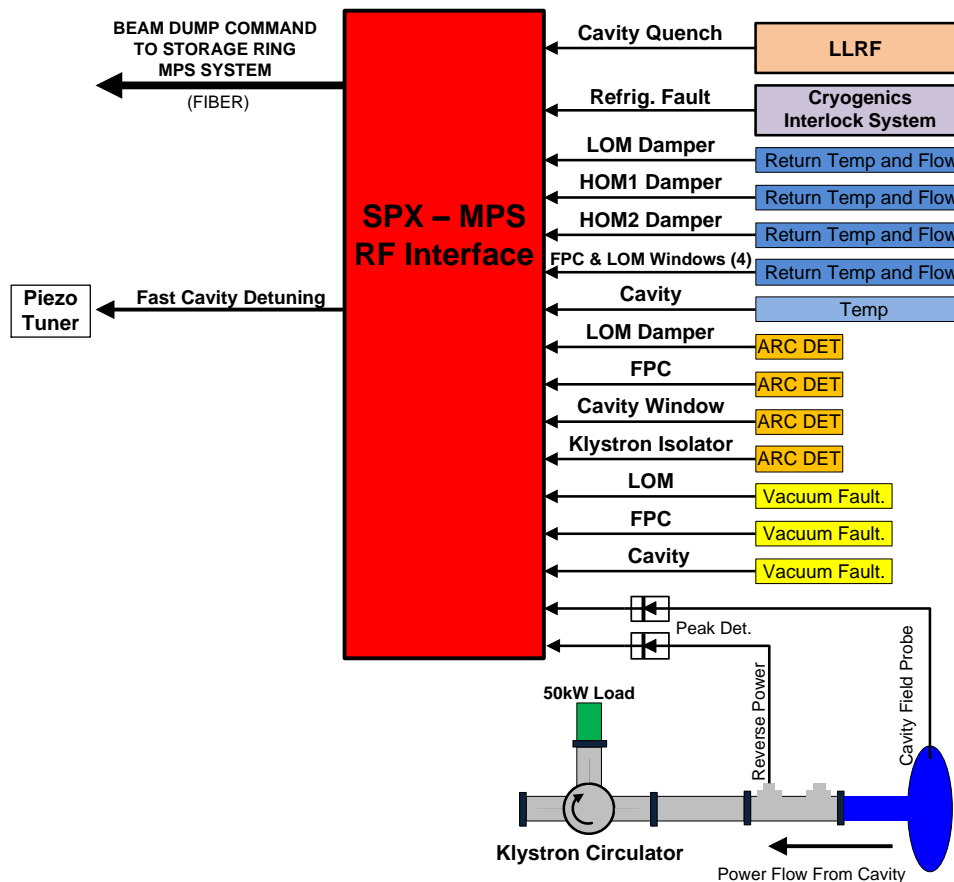 BEAM DUMP COMMAND
TO STORAGE RING
MPS SYSTEM
(FIBER)
Piezo
Tuner
Fast Cavity Detuning
SPX – MPS
RF Interface
Cavity Quench
LLRF
Refrig. Fault
Cryogenics
Interlock System
LOM Damper
Return Temp and Flow
HOM1 Damper
Return Temp and Flow
HOM2 Damper
Return Temp and Flow
FPC & LOM Windows (4)
Return Temp and Flow
Cavity
Temp
LOM Damper
ARC DET
FPC
ARC DET
Cavity Window
ARC DET
Klystron Isolator
ARC DET
LOM
Vacuum Fault.
FPC
Vacuum Fault.
Cavity
Vacuum Fault.
Peak Det.
50kW Load
Reverse Power
Cavity Field Probe
Klystron Circulator
Power Flow From Cavity